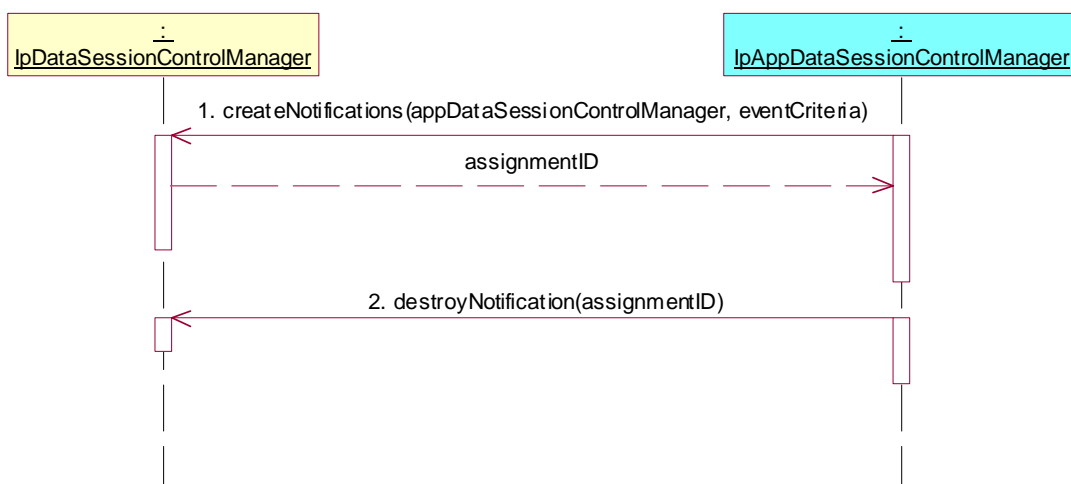 :
IpDataSessionControlManager
:
IpAppDataSessionControlManager
1. createNotifications(appDataSessionControlManager, eventCriteria)
assignmentID
2. destroyNotification(assignmentID)